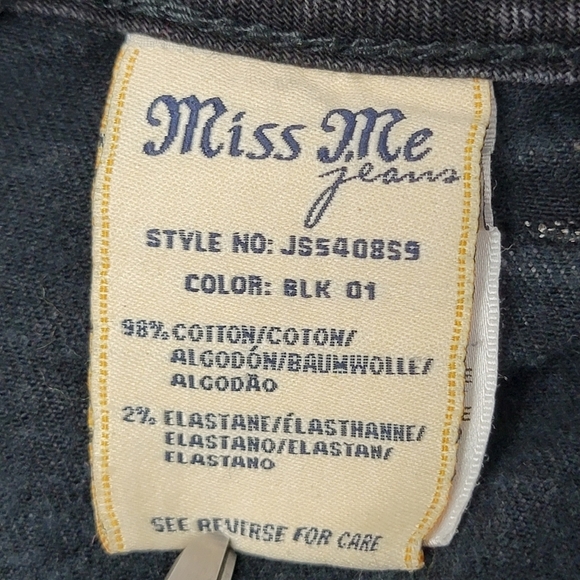 Miss Me
jeans
STYLE NO: JS5408S9
COLOR: BLK 01
98% COTTON/COTON/
ALGODÓN/BAUMWOLLE/
ALGODÃO
2% ELASTANE/ÉLASTHANNE/
ELASTANO/ELASTAN/
ELASTANO
SEE REVERSE FOR CARE